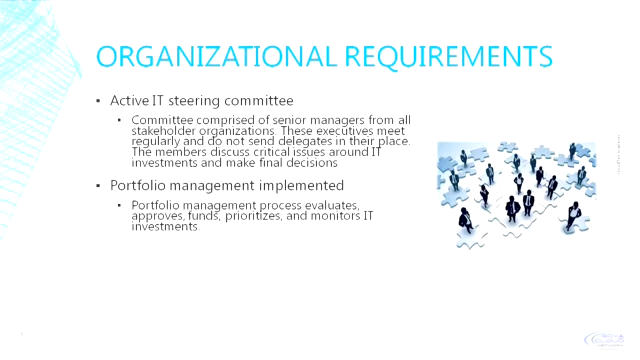 ORGANIZATIONAL REQUIREMENTS
▪ Active IT steering committee
▪ Committee comprised of senior managers from all
stakeholder organizations. These executives meet
regularly and do not send delegates in their place.
The members discuss critical issues around IT
investments and make final decisions
▪ Portfolio management implemented
▪ Portfolio management process evaluates,
approves, funds, prioritizes, and monitors IT
investments.